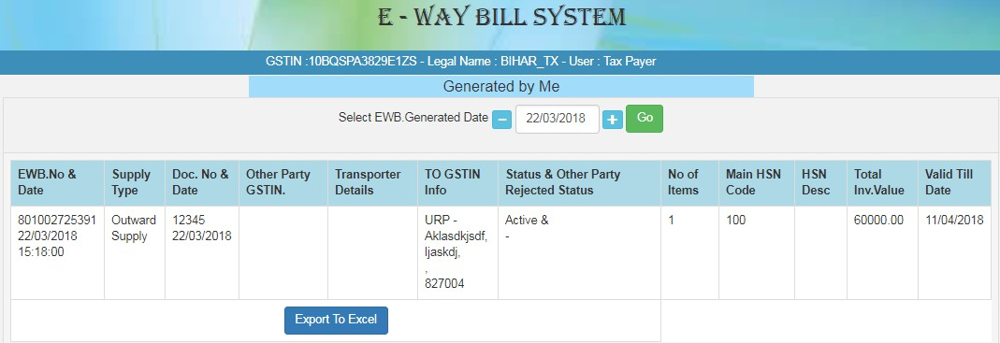 E - WAY BILL SYSTEM
GSTIN :10BQSPA3829E1ZS - Legal Name : BIHAR_TX - User : Tax Payer
Generated by Me
Select EWB.Generated Date − 22/03/2018 + Go
EWB.No & Date
Supply Type
Doc. No & Date
Other Party GSTIN.
Transporter Details
TO GSTIN Info
Status & Other Party Rejected Status
No of Items
Main HSN Code
HSN Desc
Total Inv.Value
Valid Till Date
801002725391
22/03/2018
15:18:00
Outward
Supply
12345
22/03/2018
URP -
Aklasdkjsdf,
ljaskdj,
,
827004
Active &
-
1
100
60000.00
11/04/2018
Export To Excel